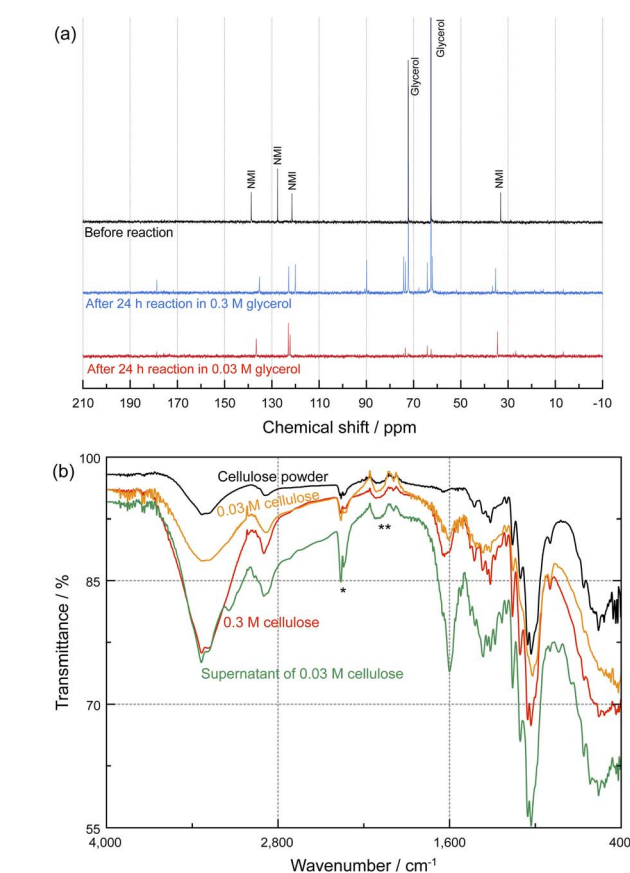 (a)
Glycerol
Glycerol
NMI
NMI
NMI
NMI
Before reaction
After 24 h reaction in 0.3 M glycerol
After 24 h reaction in 0.03 M glycerol
210 190 170 150 130 110 90 70 50 30 10 -10
Chemical shift / ppm
(b)
100
Cellulose powder
0.03 M cellulose
**
85
*
0.3 M cellulose
Supernatant of 0.03 M cellulose
Transmittance / %
70
55
4,000 2,800 1,600 400
Wavenumber / cm-1